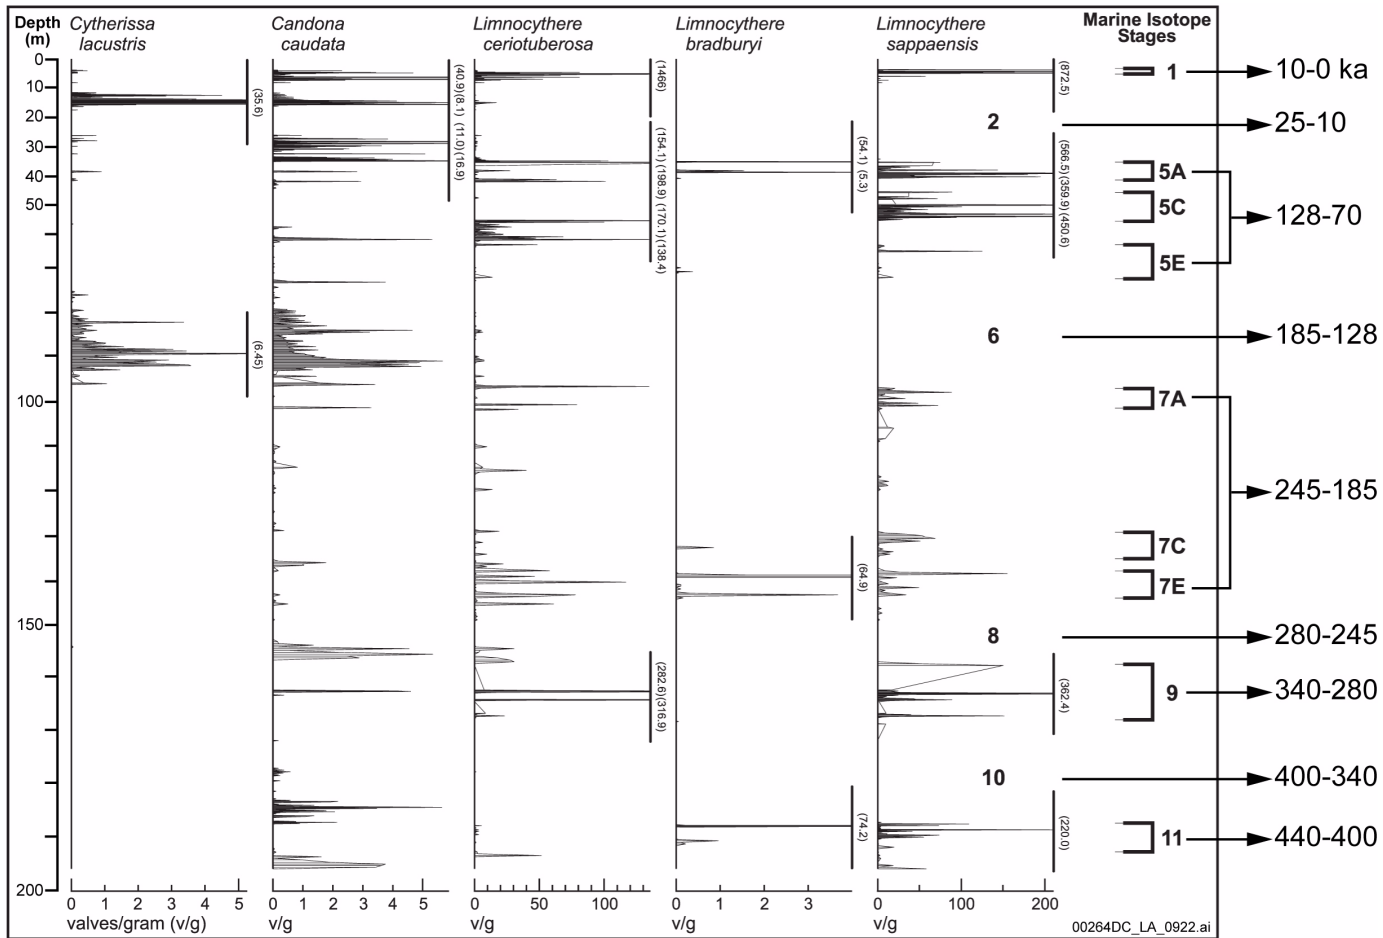 Depth
(m)
Cytherissa
lacustris
Candona
caudata
Limnocythere
ceriotuberosa
Limnocythere
bradburyi
Limnocythere
sappaensis
Marine Isotope
Stages
0
10
20
30
40
50
100
150
200
(35.6)
(6.45)
(40.9)(8.1) (11.0)(16.9)
(1466)
(154.1) (198.9) (170.1)(138.4)
(282.6)(316.9)
(54.1) (5.3)
(64.9)
(74.2)
(872.5)
(566.5)(359.9)(450.6)
(362.4)
(220.0)
1 10-0 ka
2 25-10
5A
5C 128-70
5E
6 185-128
7A
245-185
7C
7E
8 280-245
9 340-280
10 400-340
11 440-400
0 1 2 3 4 5
valves/gram (v/g)
0 1 2 3 4 5
v/g
0 50 100
v/g
0 1 2 3
v/g
0 100 200
v/g
00264DC_LA_0922.ai